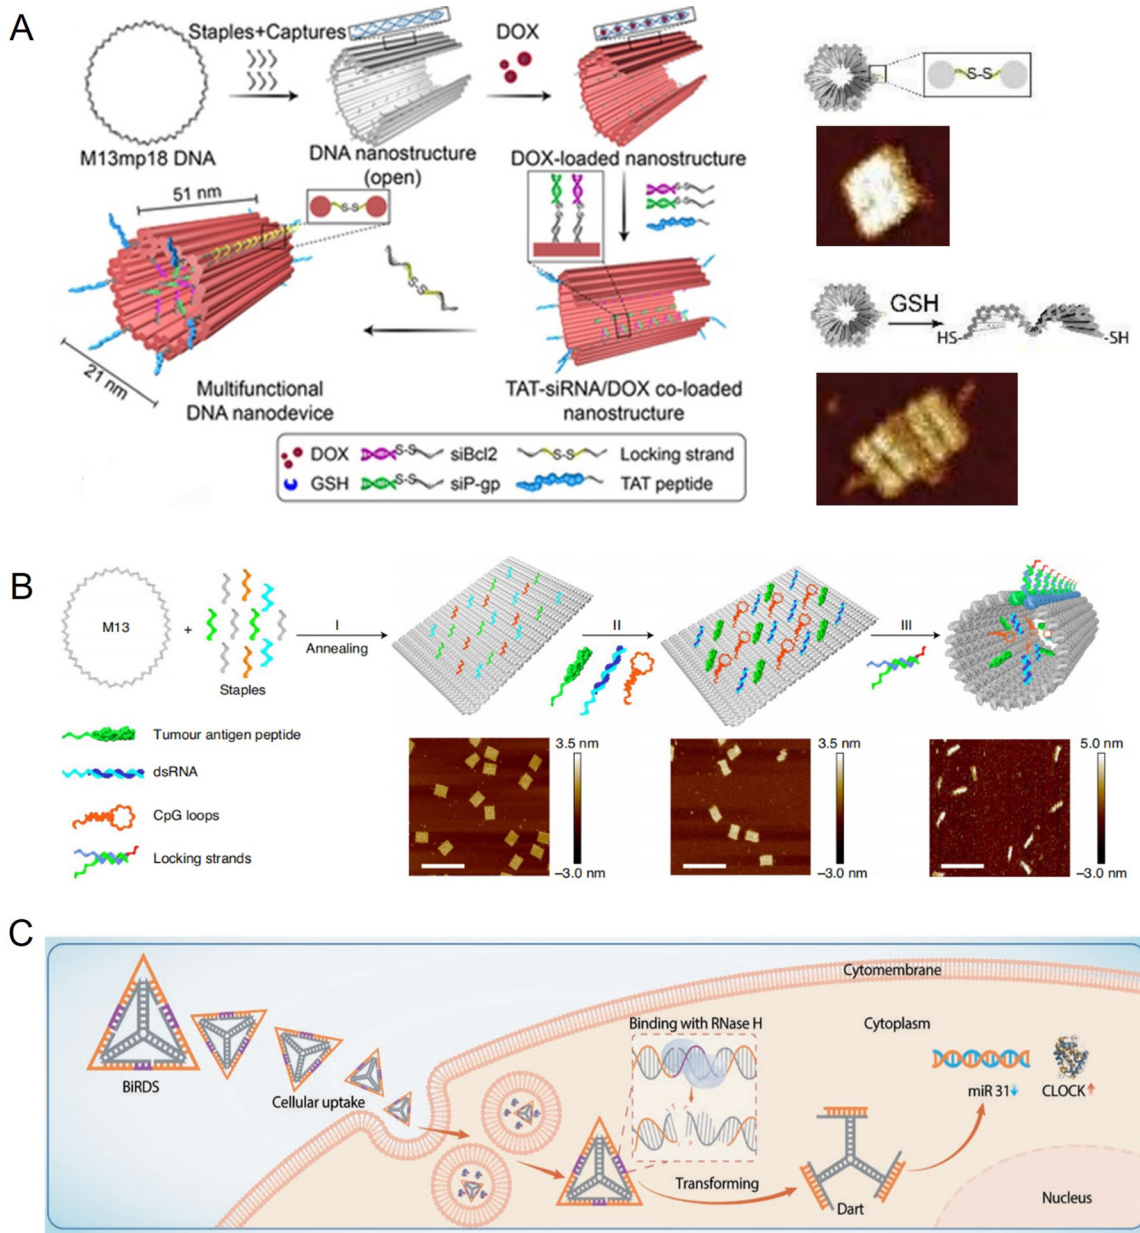 A
Staples+Captures
DOX
M13mp18 DNA
DNA nanostructure
(open)
DOX-loaded nanostructure
S-S
51 nm
S-S
S-S
S-S
S-S
S-S
GSH
HS-
-SH
21 nm
Multifunctional
DNA nanodevice
TAT-siRNA/DOX co-loaded
nanostructure
DOX
S-S
siBcl2
S-S
Locking strand
GSH
S-S
siP-gp
TAT peptide
B
M13
+
Staples
I
Annealing
II
III
Tumour antigen peptide
dsRNA
CpG loops
Locking strands
3.5 nm
−3.0 nm
3.5 nm
−3.0 nm
5.0 nm
−3.0 nm
C
Cytomembrane
Binding with RNase H
Cytoplasm
BiRDS
Cellular uptake
miR 31
CLOCK
Transforming
Dart
Nucleus